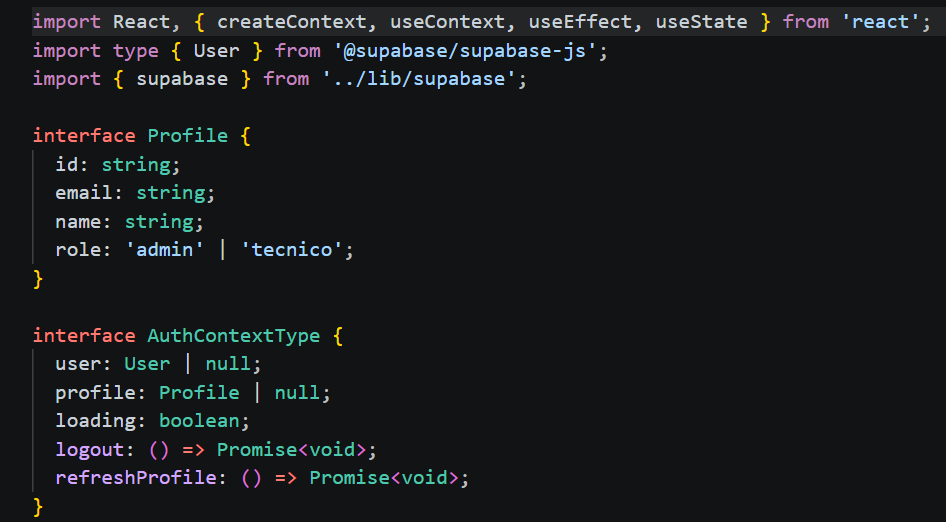 import React, { createContext, useContext, useEffect, useState } from 'react';
import type { User } from '@supabase/supabase-js';
import { supabase } from '../lib/supabase';

interface Profile {
  id: string;
  email: string;
  name: string;
  role: 'admin' | 'tecnico';
}

interface AuthContextType {
  user: User | null;
  profile: Profile | null;
  loading: boolean;
  logout: () => Promise<void>;
  refreshProfile: () => Promise<void>;
}